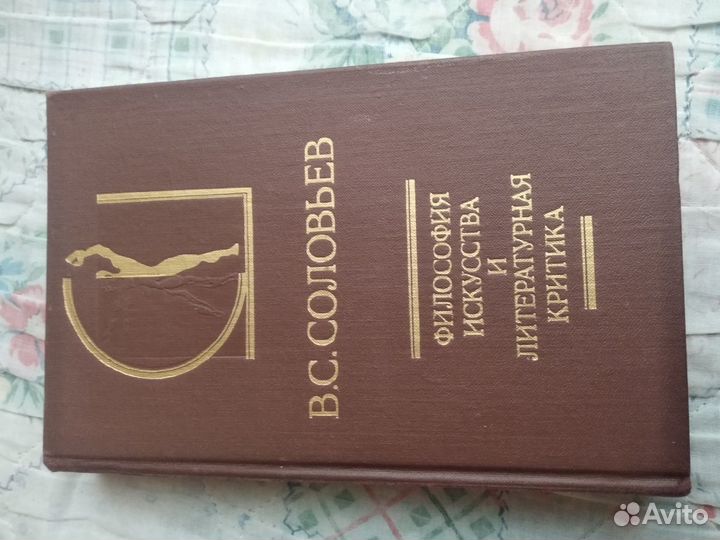 В.С.СОЛОВЬЕВ
ФИЛОСОФИЯ
ИСКУССТВА
И
ЛИТЕРАТУРНАЯ
КРИТИКА
Avito